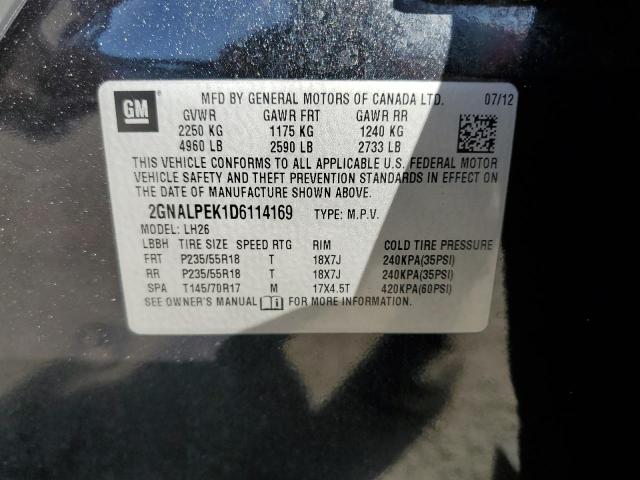 GM
MFD BY GENERAL MOTORS OF CANADA LTD. 07/12
GVWR GAWR FRT GAWR RR
2250 KG 1175 KG 1240 KG
4960 LB 2590 LB 2733 LB
THIS VEHICLE CONFORMS TO ALL APPLICABLE U.S. FEDERAL MOTOR
VEHICLE SAFETY AND THEFT PREVENTION STANDARDS IN EFFECT ON
THE DATE OF MANUFACTURE SHOWN ABOVE.
2GNALPEK1D6114169 TYPE: M.P.V.
MODEL: LH26
LBBH TIRE SIZE SPEED RTG RIM COLD TIRE PRESSURE
FRT P235/55R18 T 18X7J 240KPA(35PSI)
RR P235/55R18 T 18X7J 240KPA(35PSI)
SPA T145/70R17 M 17X4.5T 420KPA(60PSI)
SEE OWNER'S MANUAL FOR ADDITIONAL INFORMATION.